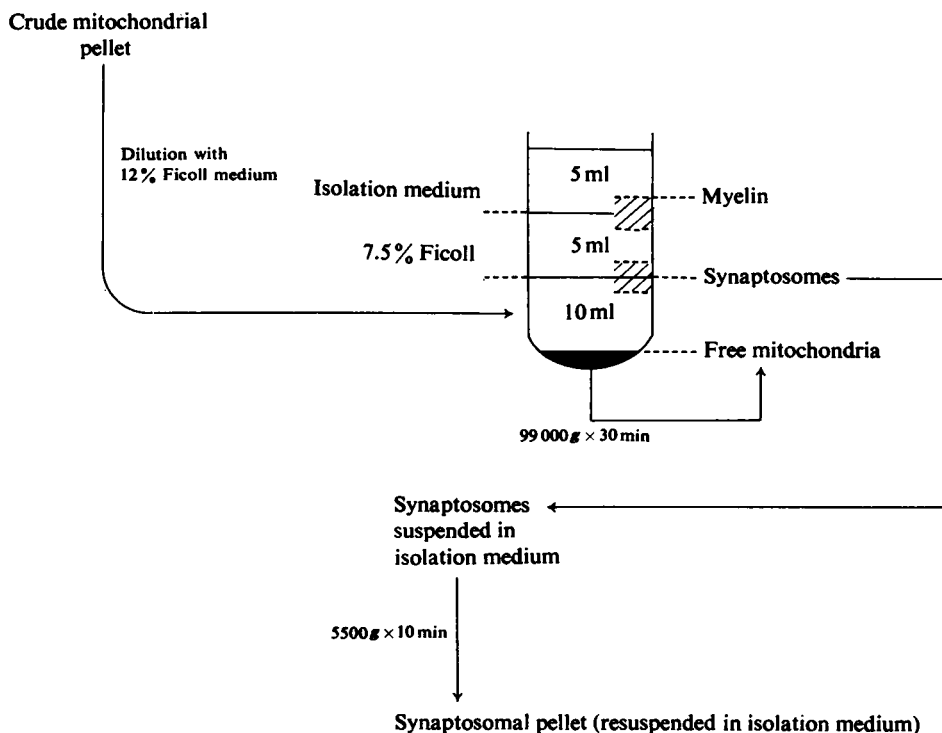 Crude mitochondrial
pellet
Dilution with
12% Ficoll medium
Isolation medium
5 ml
Myelin
7.5% Ficoll
5 ml
Synaptosomes
10 ml
Free mitochondria
99 000 g × 30 min
Synaptosomes
suspended in
isolation medium
5500 g × 10 min
Synaptosomal pellet (resuspended in isolation medium)